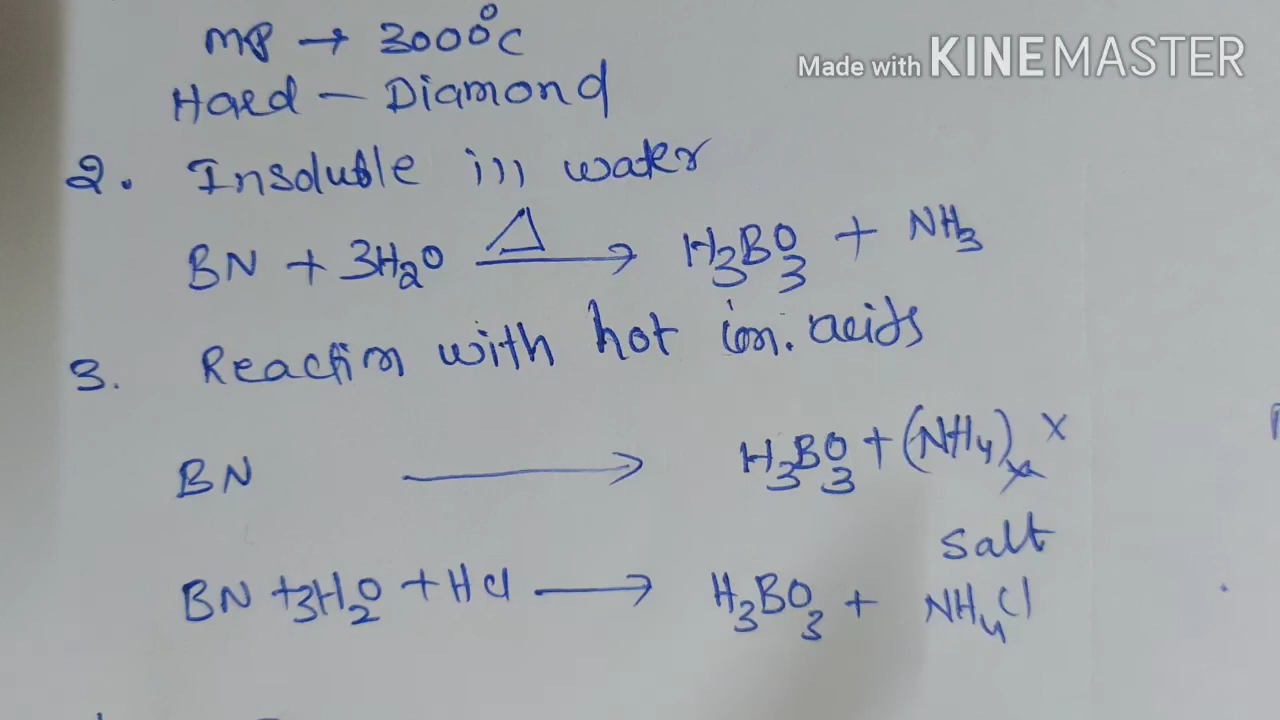 MP → 3000°C
Made with KINEMASTER
Hard - Diamond
2. Insoluble in water
BN + 3H₂O △→ H₃BO₃ + NH₃
3. Reaction with hot con. acids
BN → H₃BO₃ + (NH₄)ₓ X
Salt
BN + 3H₂O + HCl → H₃BO₃ + NH₄Cl